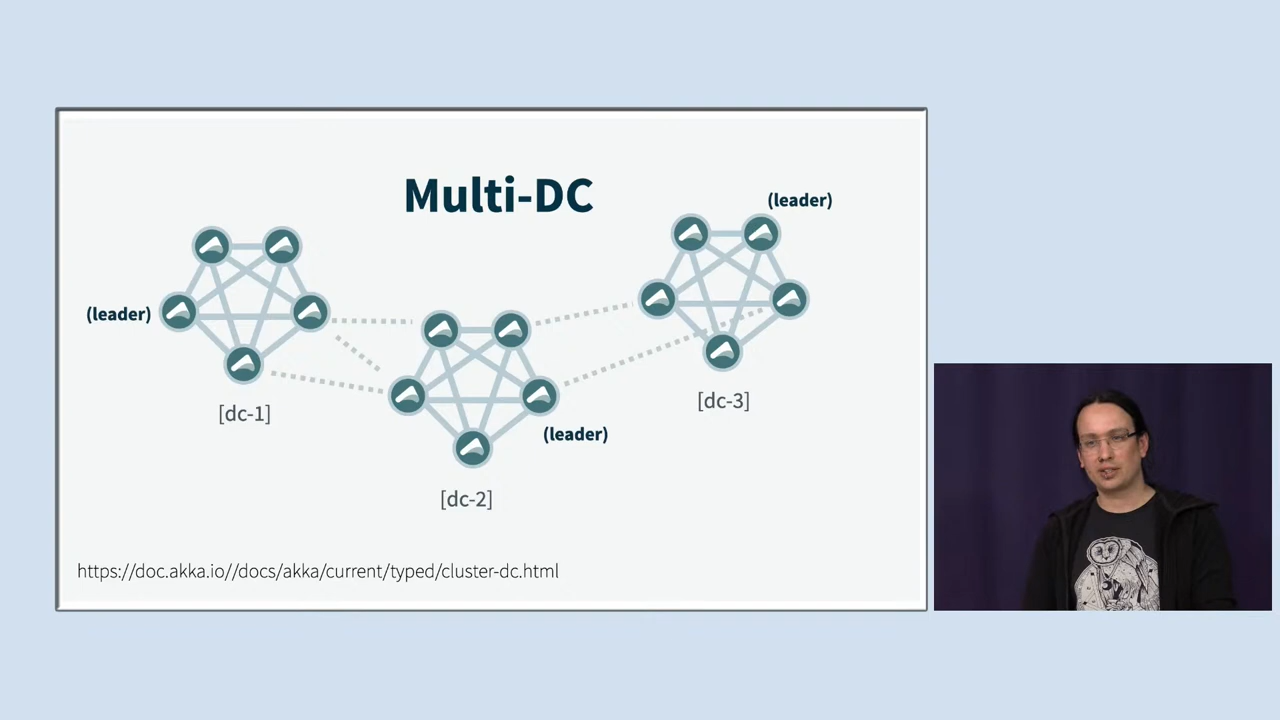 Multi-DC
(leader)
(leader)
[dc-1]
[dc-3]
(leader)
[dc-2]
https://doc.akka.io//docs/akka/current/typed/cluster-dc.html